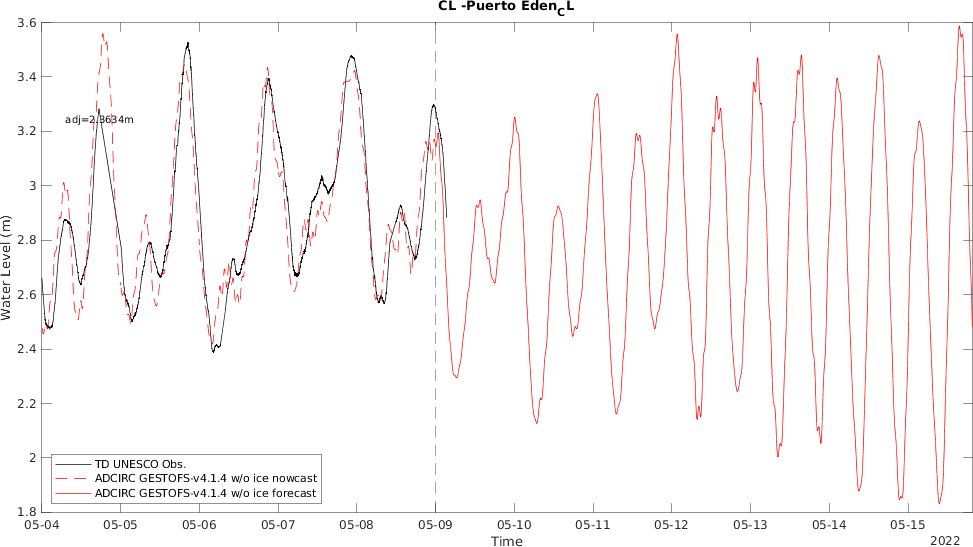 CL -Puerto Eden_CL
3.6
3.4
adj=2.3634m
3.2
3
2.8
Water Level (m)
2.6
2.4
2.2
2
TD UNESCO Obs.
ADCIRC GESTOFS-v4.1.4 w/o ice nowcast
ADCIRC GESTOFS-v4.1.4 w/o ice forecast
1.8
05-04 05-05 05-06 05-07 05-08 05-09 05-10 05-11 05-12 05-13 05-14 05-15
Time
2022